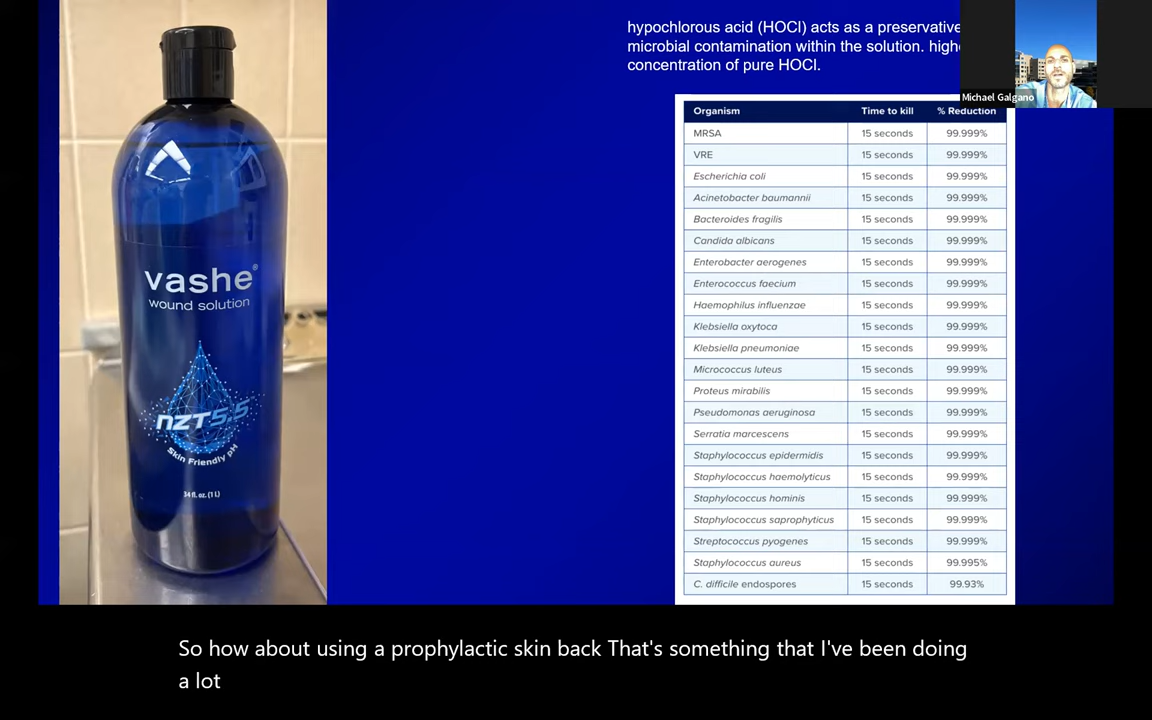 hypochlorous acid (HOCl) acts as a preservative
microbial contamination within the solution.
concentration of pure HOCl.
Michael Galgano
Organism Time to kill % Reduction
MRSA 15 seconds 99.999%
VRE 15 seconds 99.999%
Escherichia coli 15 seconds 99.999%
Acinetobacter baumannii 15 seconds 99.999%
Bacteroides fragilis 15 seconds 99.999%
Candida albicans 15 seconds 99.999%
Enterobacter aerogenes 15 seconds 99.999%
Enterococcus faecium 15 seconds 99.999%
Haemophilus influenzae 15 seconds 99.999%
Klebsiella oxytoca 15 seconds 99.999%
Klebsiella pneumoniae 15 seconds 99.999%
Micrococcus luteus 15 seconds 99.999%
Proteus mirabilis 15 seconds 99.999%
Pseudomonas aeruginosa 15 seconds 99.999%
Serratia marcescens 15 seconds 99.999%
Staphylococcus epidermidis 15 seconds 99.999%
Staphylococcus haemolyticus 15 seconds 99.999%
Staphylococcus hominis 15 seconds 99.999%
Staphylococcus saprophyticus 15 seconds 99.999%
Streptococcus pyogenes 15 seconds 99.999%
Staphylococcus aureus 15 seconds 99.995%
C. difficile endospores 15 seconds 99.93%
vashe®
wound solution
nzt5.5
Skin Friendly pH
34 fl. oz. (1 L)
So how about using a prophylactic skin back That's something that I've been doing
a lot